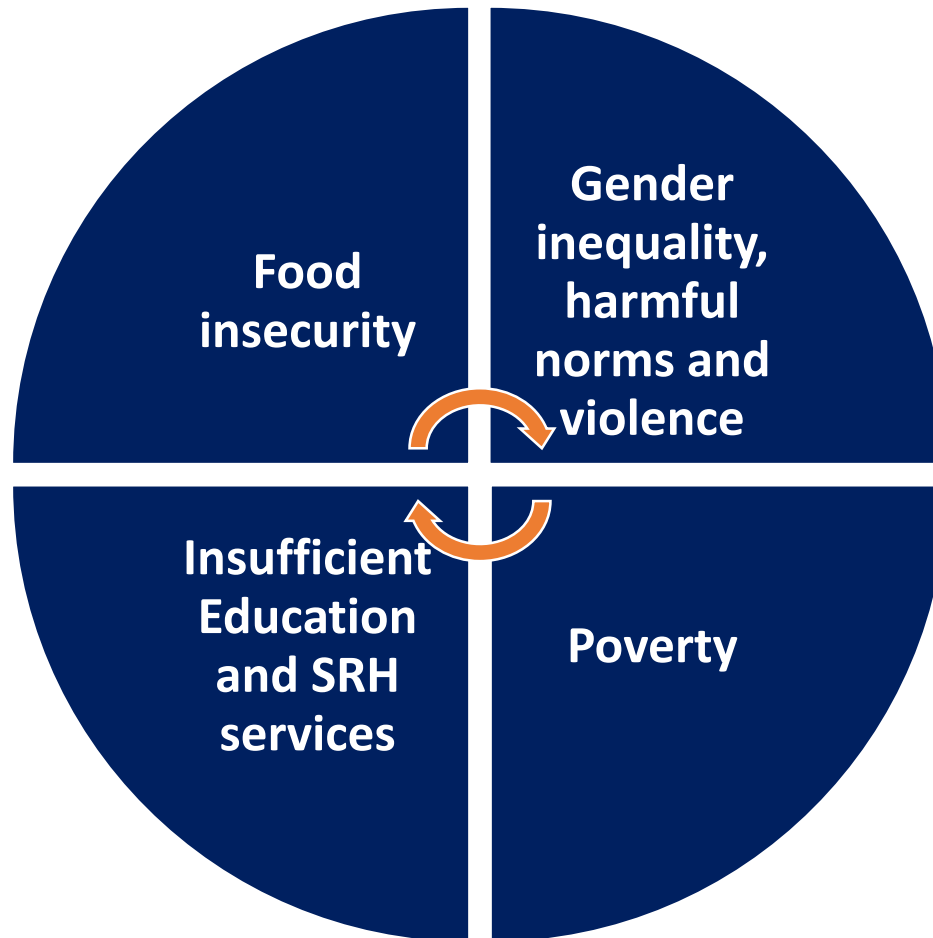 Food
insecurity
Gender
inequality,
harmful
norms and
violence
Insufficient
Education
and SRH
services
Poverty